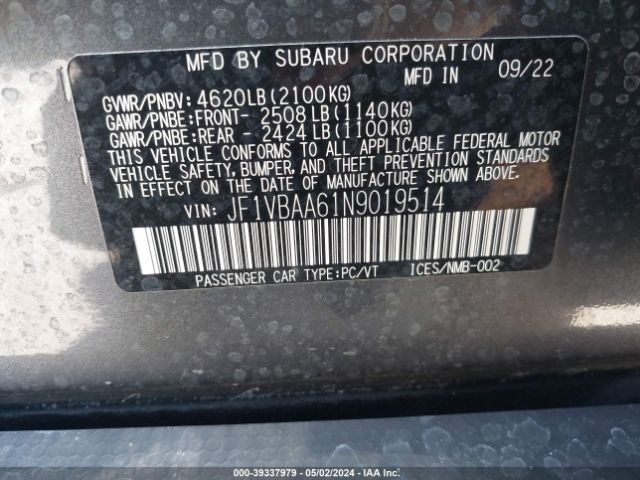 MFD BY SUBARU CORPORATION
MFD IN 09/22
GVWR/PNBV: 4620LB(2100KG)
GAWR/PNBE:FRONT- 2508LB(1140KG)
GAWR/PNBE:REAR - 2424LB(1100KG)
THIS VEHICLE CONFORMS TO ALL APPLICABLE FEDERAL MOTOR
VEHICLE SAFETY, BUMPER, AND THEFT PREVENTION STANDARDS
IN EFFECT ON THE DATE OF MANUFACTURE SHOWN ABOVE.
VIN: JF1VBAA61N9019514
PASSENGER CAR TYPE:PC/VT ICES/NMB-002
000-39337979 - 05/02/2024 - IAA Inc.